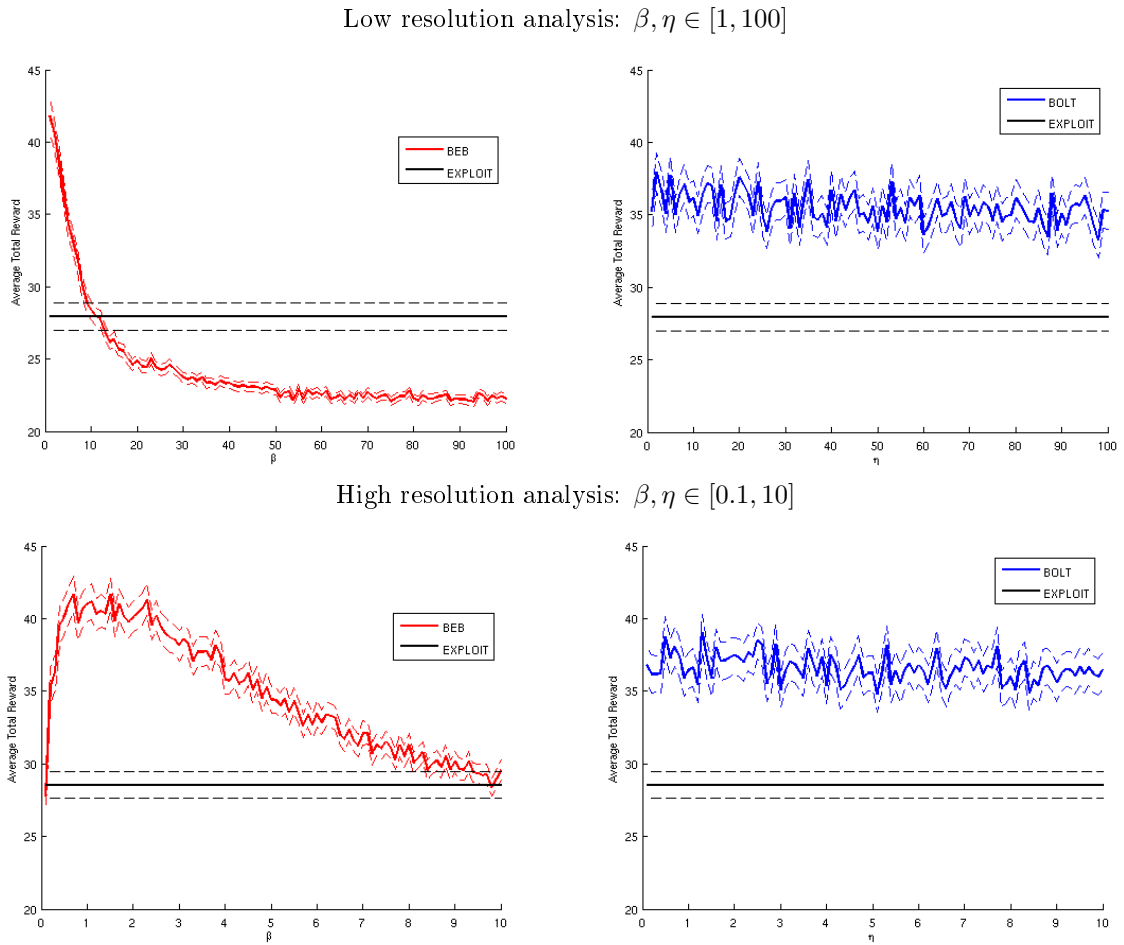 Low resolution analysis: β, η ∈ [1, 100]
45
40
35
30
25
20
Average Total Reward
BEB
EXPLOIT
0 10 20 30 40 50 60 70 80 90 100
β
45
40
35
30
25
20
Average Total Reward
BOLT
EXPLOIT
0 10 20 30 40 50 60 70 80 90 100
η
High resolution analysis: β, η ∈ [0.1, 10]
45
40
35
30
25
20
Average Total Reward
BEB
EXPLOIT
0 1 2 3 4 5 6 7 8 9 10
β
45
40
35
30
25
20
Average Total Reward
BOLT
EXPLOIT
0 1 2 3 4 5 6 7 8 9 10
η